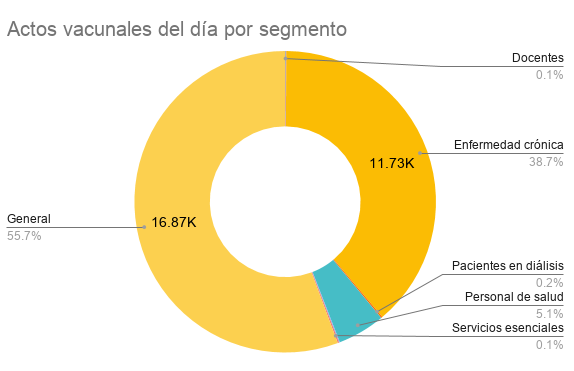 Actos vacunales del día por segmento
Docentes
0.1%
Enfermedad crónica
38.7%
11.73K
General
55.7%
16.87K
Pacientes en diálisis
0.2%
Personal de salud
5.1%
Servicios esenciales
0.1%